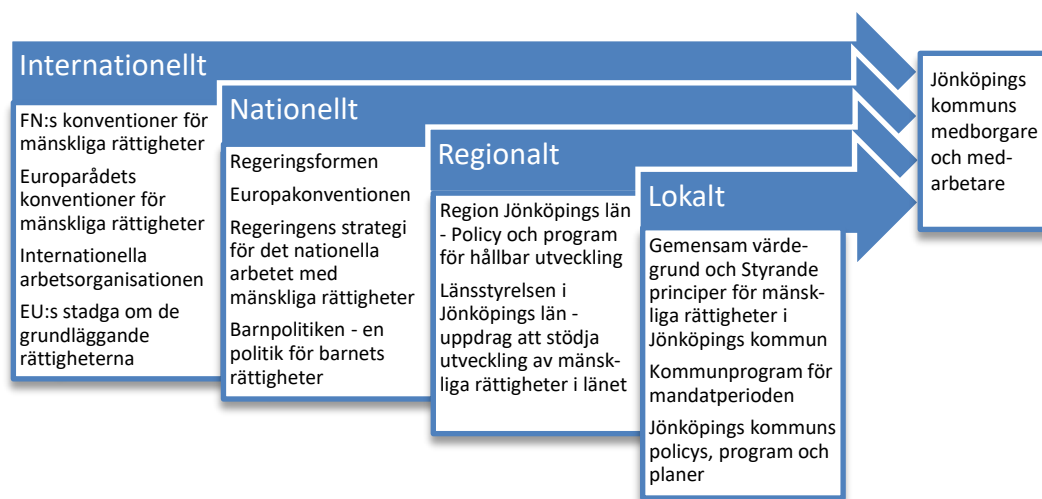 Internationellt
FN:s konventioner för
mänskliga rättigheter
Europarådets
konventioner för
mänskliga rättigheter
Internationella
arbetsorganisationen
EU:s stadga om de
grundläggande
rättigheterna
Nationellt
Regeringsformen
Europakonventionen
Regeringens strategi
för det nationella
arbetet med
mänskliga rättigheter
Barnpolitiken - en
politik för barnets
rättigheter
Regionalt
Region Jönköpings län
- Policy och program
för hållbar utveckling
Länsstyrelsen i
Jönköpings län -
uppdrag att stödja
utveckling av mänsk-
liga rättigheter i länet
Lokalt
Gemensam värde-
grund och Styrande
principer för mänsk-
liga rättigheter i
Jönköpings kommun
Kommunprogram för
mandatperioden
Jönköpings kommuns
policys, program och
planer
Jönköpings
kommuns
medborgare
och med-
arbetare